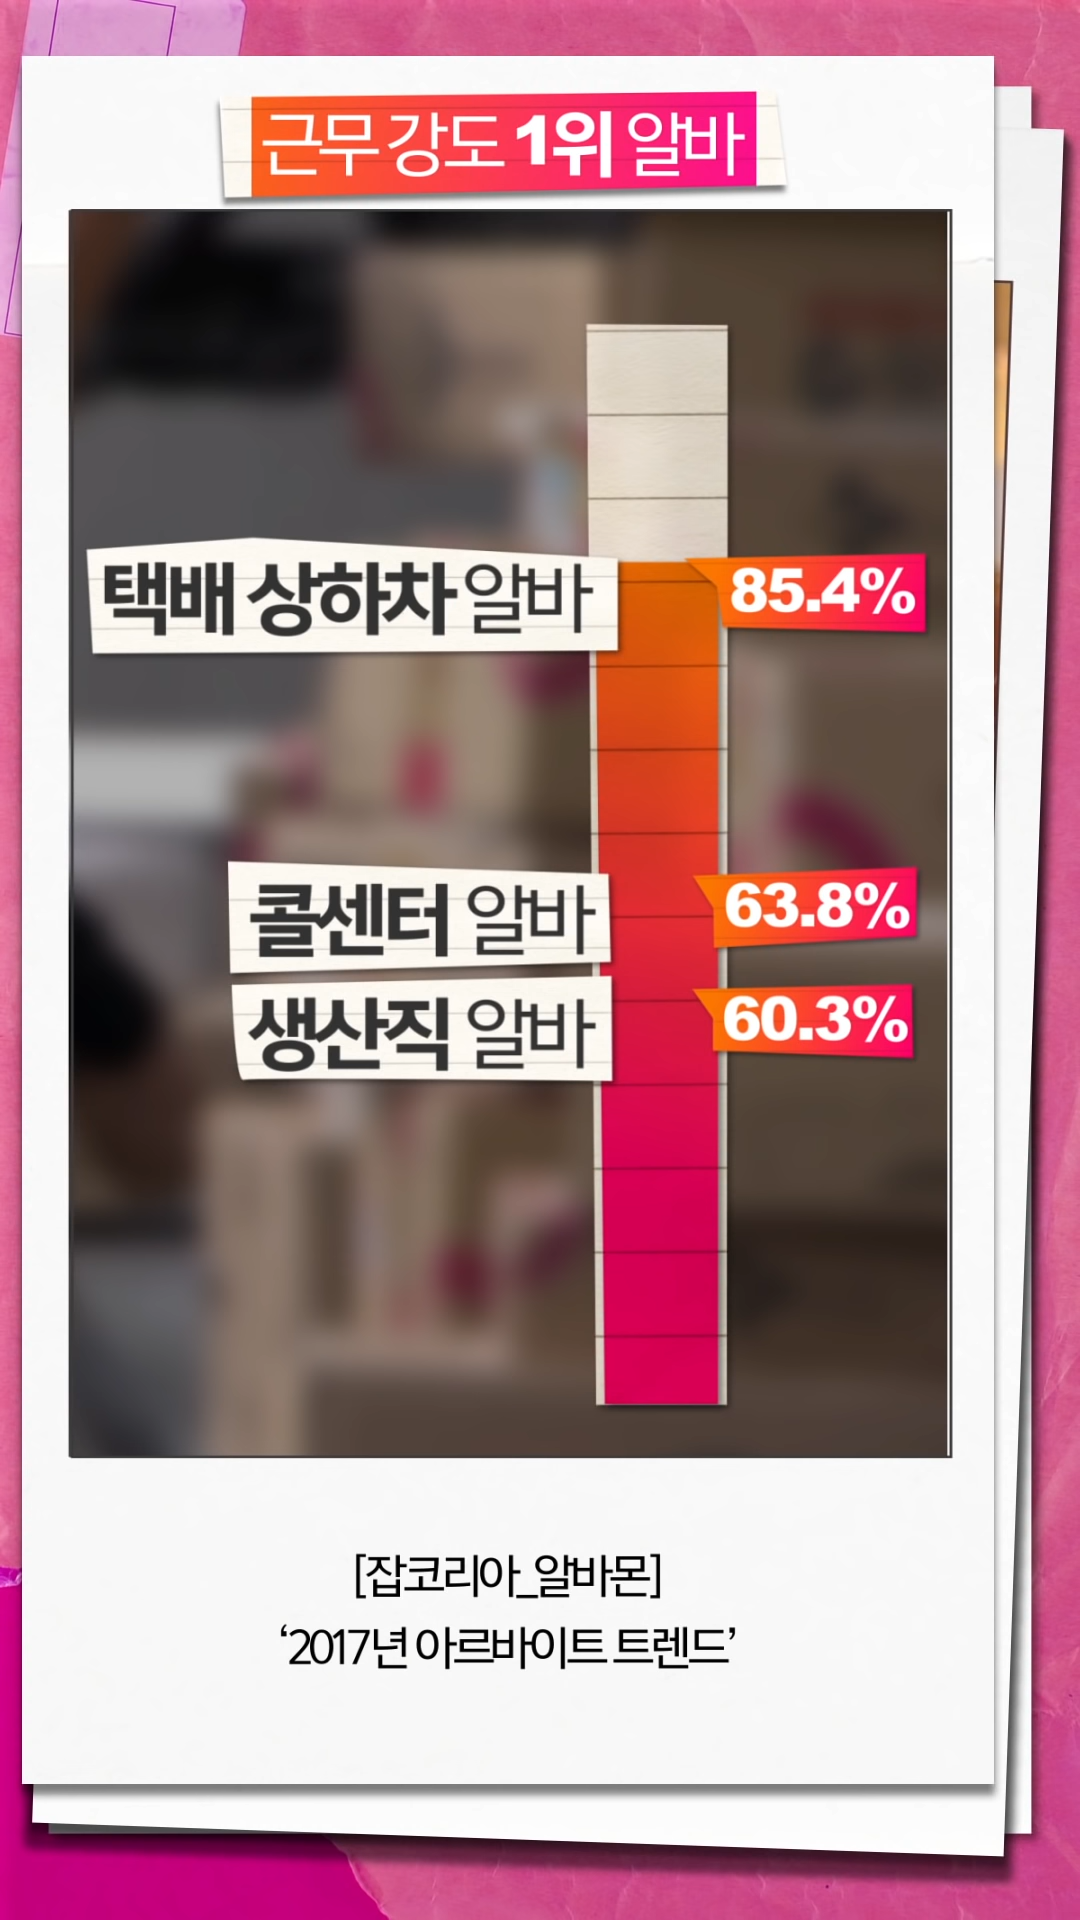 근무 강도 1위 알바
택배 상하차 알바 85.4%
콜센터 알바 63.8%
생산직 알바 60.3%
[잡코리아_알바몬]
‘2017년 아르바이트 트렌드’